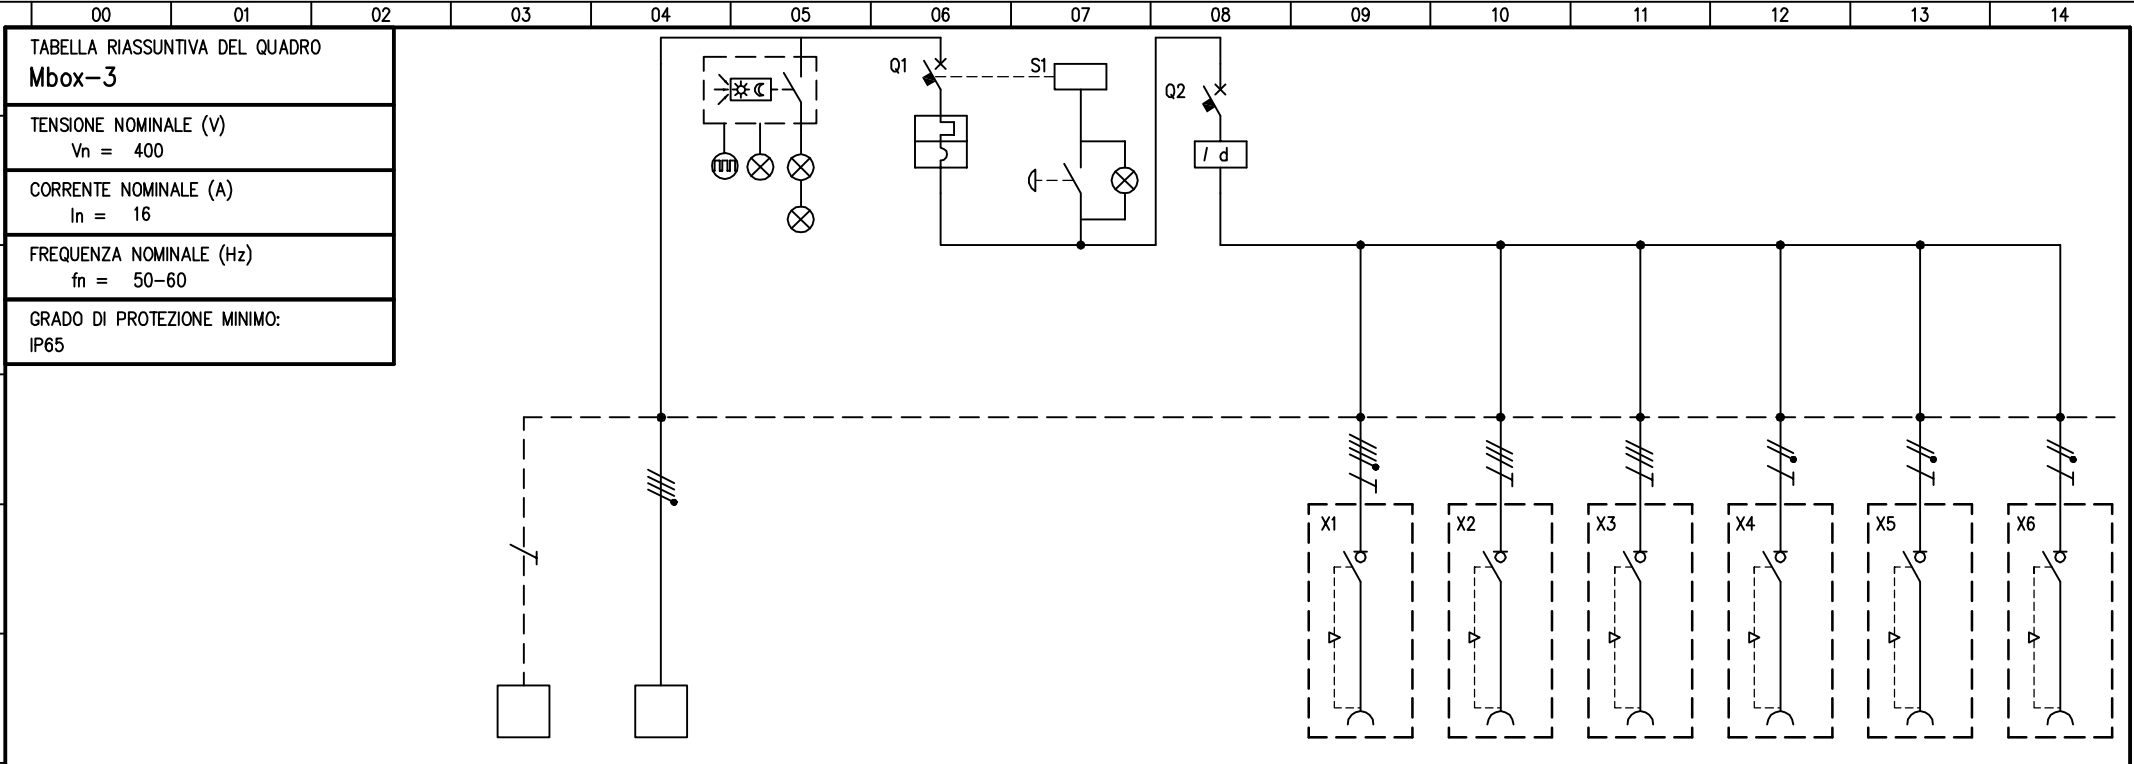 00 01 02 03 04 05 06 07 08 09 10 11 12 13 14
TABELLA RIASSUNTIVA DEL QUADRO
Mbox-3
TENSIONE NOMINALE (V)
Vn = 400
CORRENTE NOMINALE (A)
In = 16
FREQUENZA NOMINALE (Hz)
fn = 50-60
GRADO DI PROTEZIONE MINIMO:
IP65
Q1 S1
Q2
I d
X1 X2 X3 X4 X5 X6